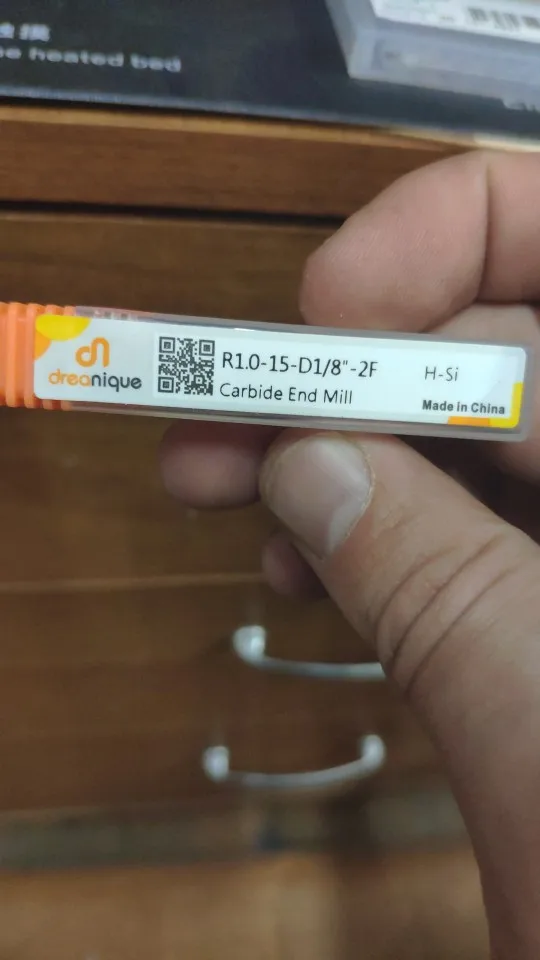 heated bed
dreanique
R1.0-15-D1/8"-2F
Carbide End Mill
H-Si
Made in China